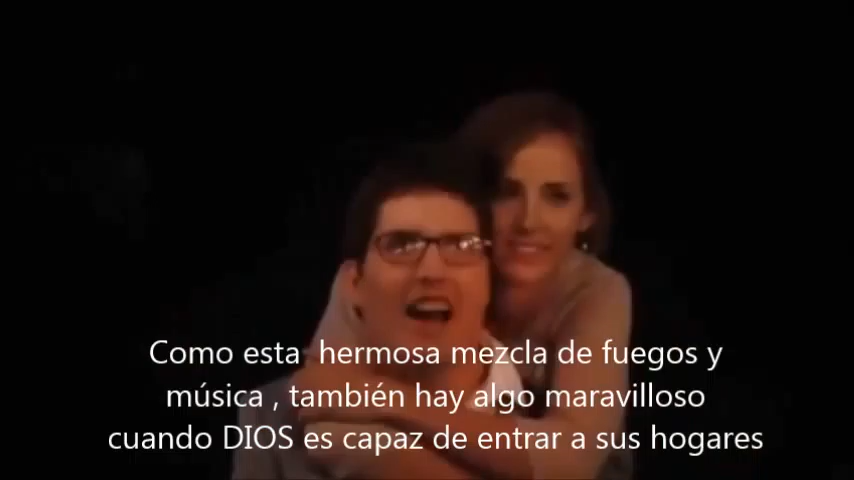 Como esta  hermosa mezcla de fuegos y
música , también hay algo maravilloso
cuando DIOS es capaz de entrar a sus hogares